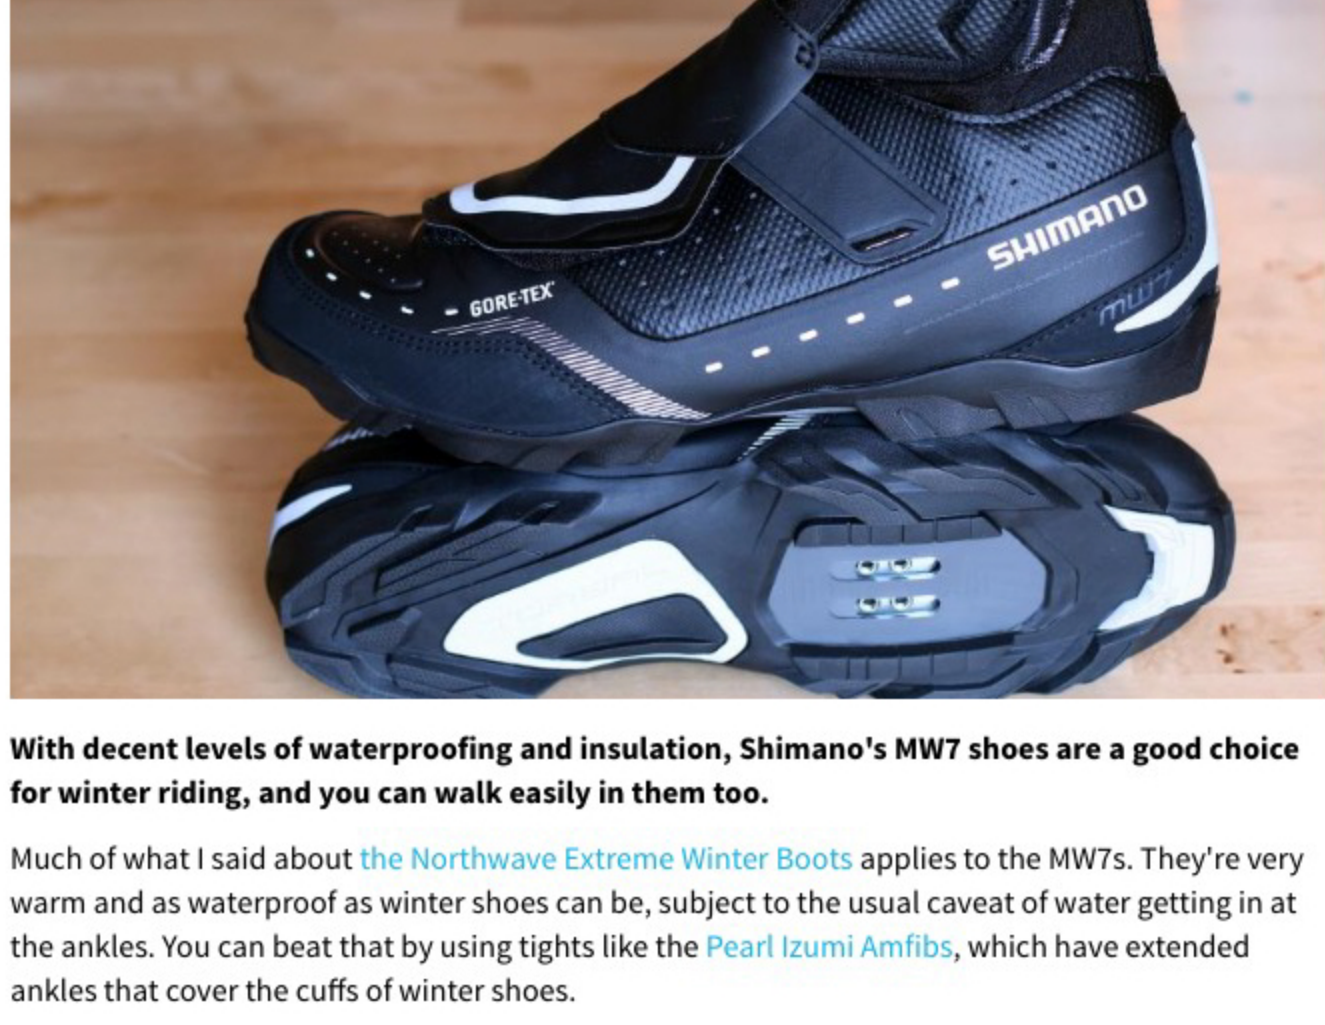 SHIMANO
mw7
GORE-TEX
With decent levels of waterproofing and insulation, Shimano's MW7 shoes are a good choice
for winter riding, and you can walk easily in them too.
Much of what I said about the Northwave Extreme Winter Boots applies to the MW7s. They're very
warm and as waterproof as winter shoes can be, subject to the usual caveat of water getting in at
the ankles. You can beat that by using tights like the Pearl Izumi Amfibs, which have extended
ankles that cover the cuffs of winter shoes.